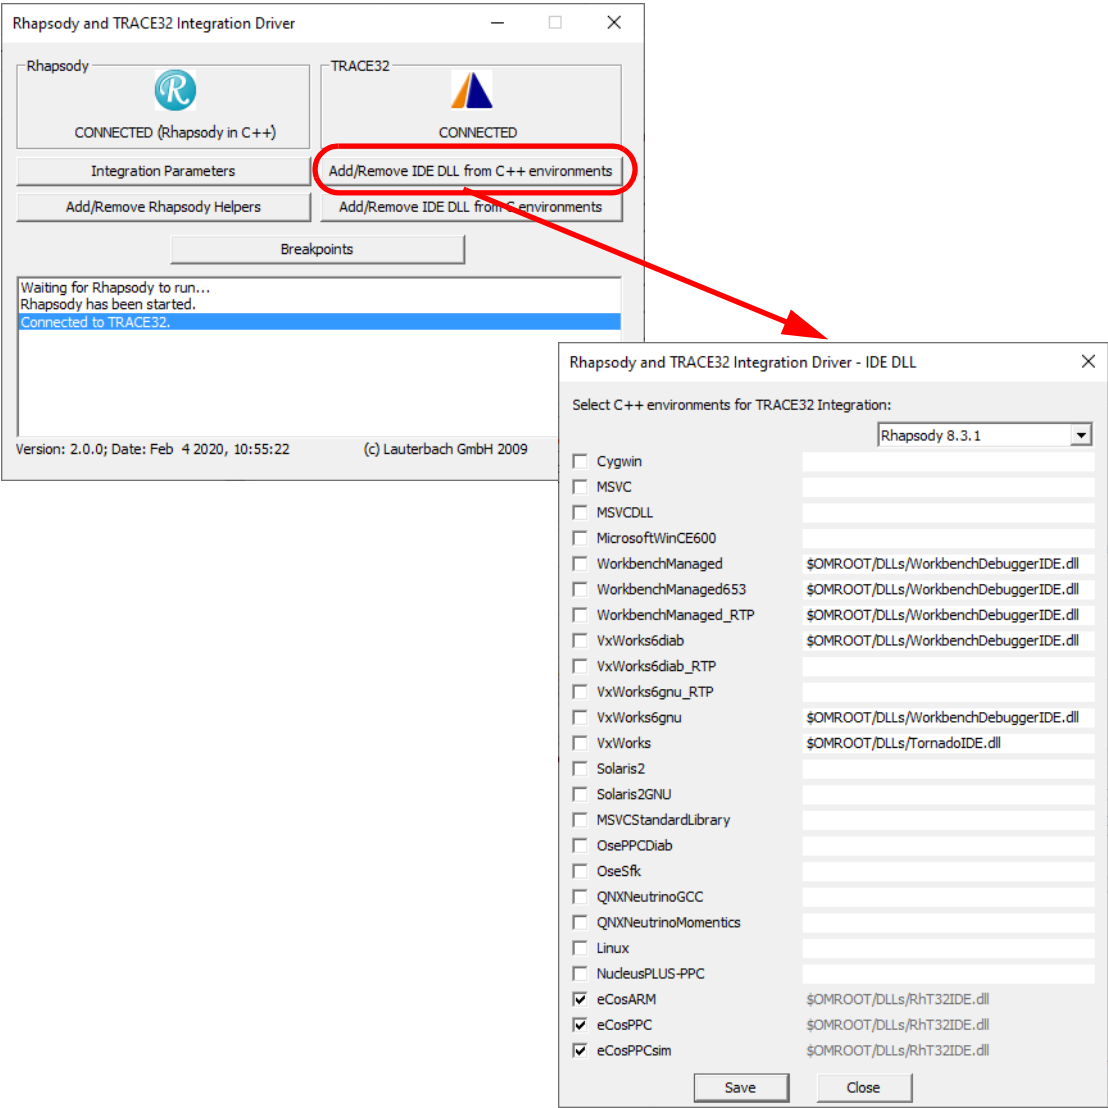 Rhapsody and TRACE32 Integration Driver
Rhapsody
TRACE32
R
CONNECTED (Rhapsody in C++)
CONNECTED
Integration Parameters
Add/Remove IDE DLL from C++ environments
Add/Remove Rhapsody Helpers
Add/Remove IDE DLL from C environments
Breakpoints
Waiting for Rhapsody to run...
Rhapsody has been started.
Connected to TRACE32.
Version: 2.0.0; Date: Feb 4 2020, 10:55:22
(c) Lauterbach GmbH 2009
Rhapsody and TRACE32 Integration Driver - IDE DLL
Select C++ environments for TRACE32 Integration:
Rhapsody 8.3.1
Cygwin
MSVC
MSVCDLL
MicrosoftWinCE600
WorkbenchManaged $OMROOT/DLLs/WorkbenchDebuggerIDE.dll
WorkbenchManaged653 $OMROOT/DLLs/WorkbenchDebuggerIDE.dll
WorkbenchManaged_RTP $OMROOT/DLLs/WorkbenchDebuggerIDE.dll
VxWorks6diab $OMROOT/DLLs/WorkbenchDebuggerIDE.dll
VxWorks6diab_RTP
VxWorks6gnu_RTP
VxWorks6gnu $OMROOT/DLLs/WorkbenchDebuggerIDE.dll
VxWorks $OMROOT/DLLs/TornadoIDE.dll
Solaris2
Solaris2GNU
MSVCStandardLibrary
OsePPCDiab
OseSfk
QNXNeutrinoGCC
QNXNeutrinoMomentics
Linux
NucleusPLUS-PPC
eCosARM $OMROOT/DLLs/RhT32IDE.dll
eCosPPC $OMROOT/DLLs/RhT32IDE.dll
eCosPPCsim $OMROOT/DLLs/RhT32IDE.dll
Save
Close